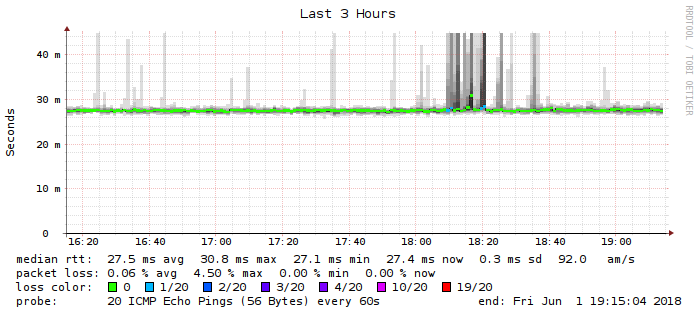 Last 3 Hours
RRDTOOL / TOBI OETIKER
Seconds
40 m
30 m
20 m
10 m
0
16:20 16:40 17:00 17:20 17:40 18:00 18:20 18:40 19:00
median rtt: 27.5 ms avg 30.8 ms max 27.1 ms min 27.4 ms now 0.3 ms sd 92.0 am/s
packet loss: 0.06 % avg 4.50 % max 0.00 % min 0.00 % now
loss color: 0 1/20 2/20 3/20 4/20 10/20 19/20
probe: 20 ICMP Echo Pings (56 Bytes) every 60s end: Fri Jun 1 19:15:04 2018